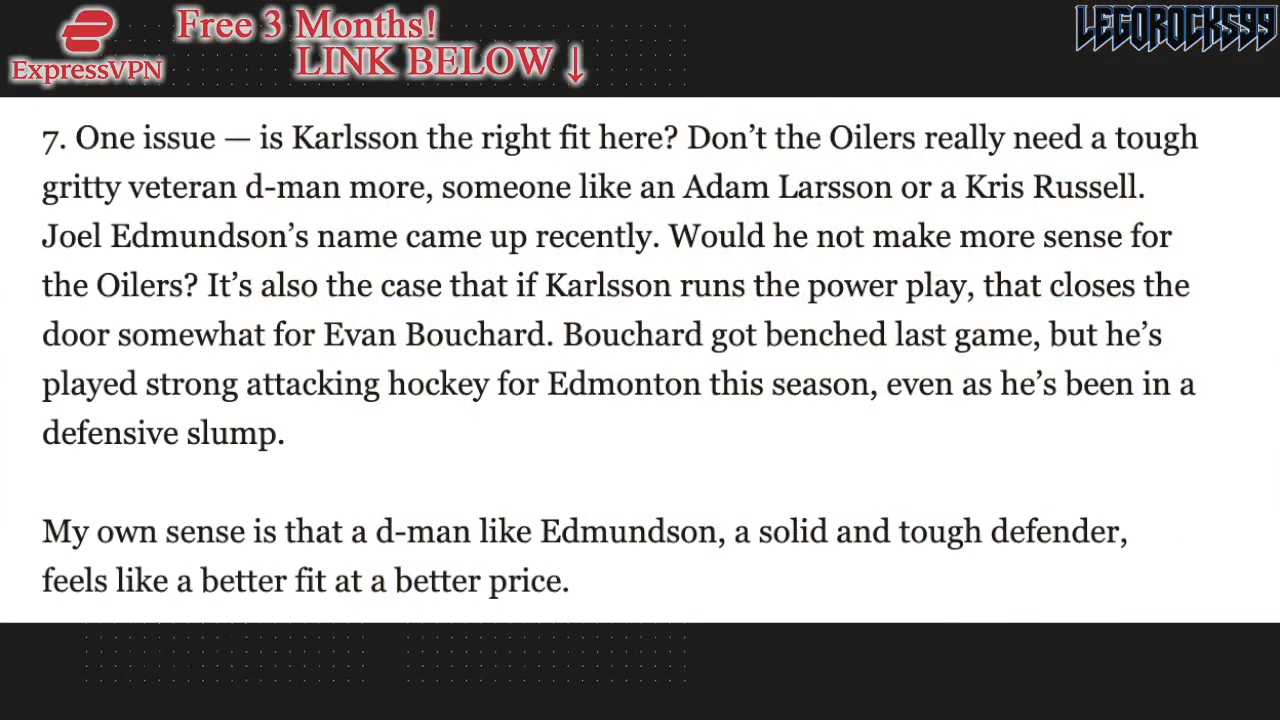 Free 3 Months!
LINK BELOW ↓
ExpressVPN
LEGOROCKS99
7. One issue — is Karlsson the right fit here? Don’t the Oilers really need a tough
gritty veteran d-man more, someone like an Adam Larsson or a Kris Russell.
Joel Edmundson’s name came up recently. Would he not make more sense for
the Oilers? It’s also the case that if Karlsson runs the power play, that closes the
door somewhat for Evan Bouchard. Bouchard got benched last game, but he’s
played strong attacking hockey for Edmonton this season, even as he’s been in a
defensive slump.
My own sense is that a d-man like Edmundson, a solid and tough defender,
feels like a better fit at a better price.